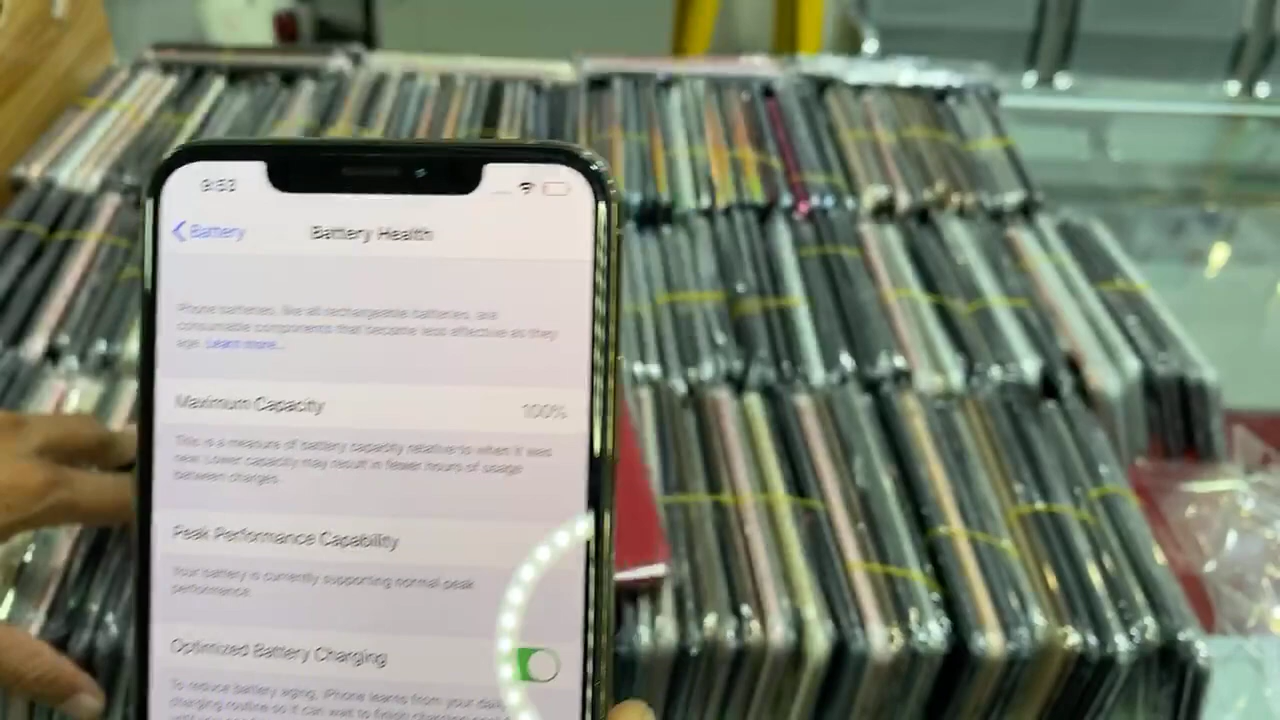 9:53
Battery
Battery Health
Phone batteries, like all rechargeable batteries, are
consumable components that become less effective as they
age. Learn more...
Maximum Capacity
100%
This is a measure of battery capacity relative to when it was
new. Lower capacity may result in fewer hours of usage
between charges.
Peak Performance Capability
Your battery is currently supporting normal peak
performance.
Optimized Battery Charging
To reduce battery aging, iPhone learns from your daily
charging routine so it can wait to finish charging